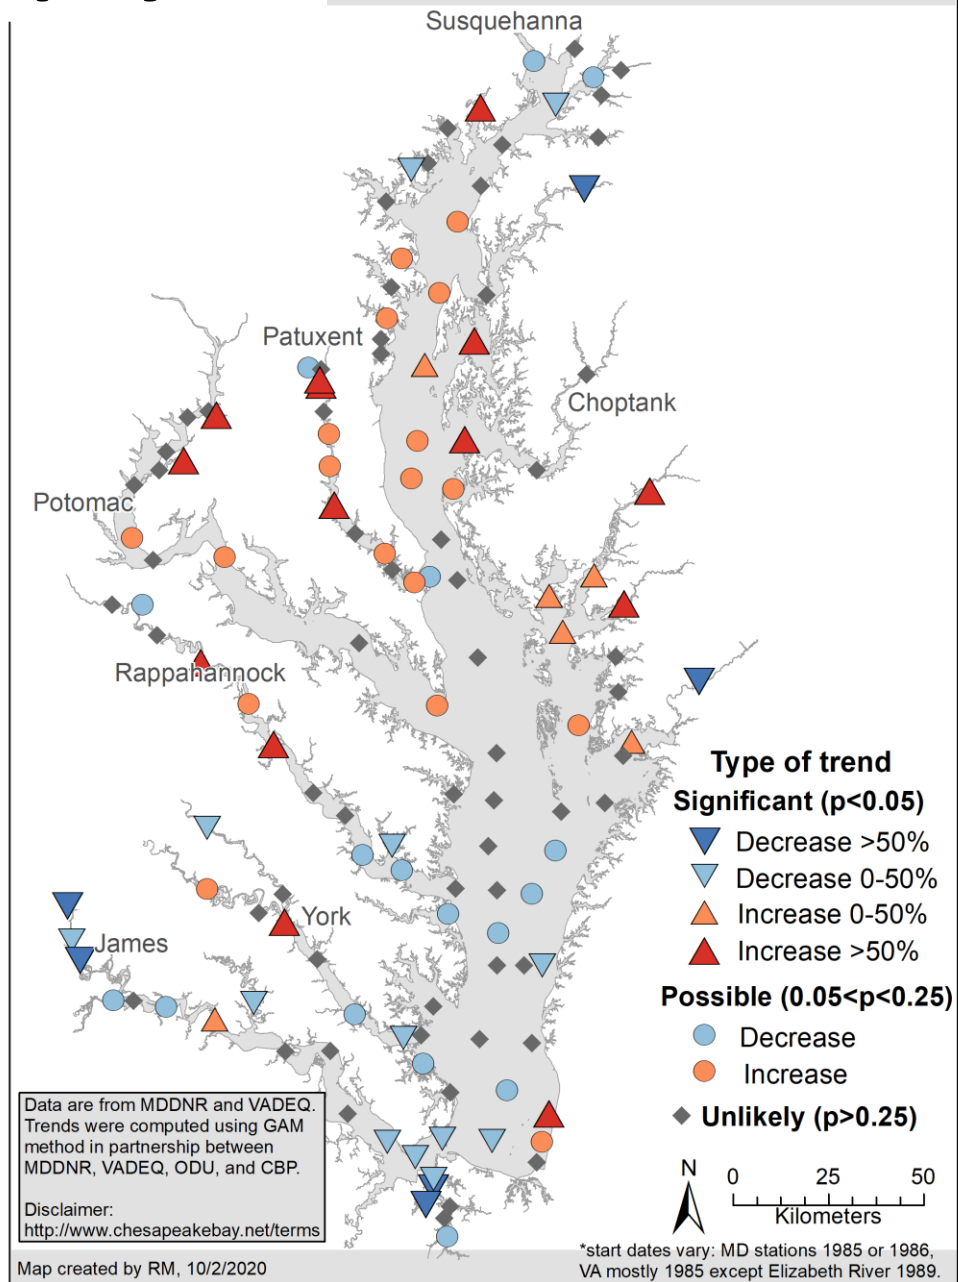 Susquehanna
Patuxent
Choptank
Potomac
Rappahannock
York
James
Type of trend
Significant (p<0.05)
Decrease >50%
Decrease 0-50%
Increase 0-50%
Increase >50%
Possible (0.05<p<0.25)
Decrease
Increase
Unlikely (p>0.25)
Data are from MDDNR and VADEQ.
Trends were computed using GAM
method in partnership between
MDDNR, VADEQ, ODU, and CBP.
Disclaimer:
http://www.chesapeakebay.net/terms
N
0 25 50
Kilometers
*start dates vary: MD stations 1985 or 1986,
VA mostly 1985 except Elizabeth River 1989.
Map created by RM, 10/2/2020